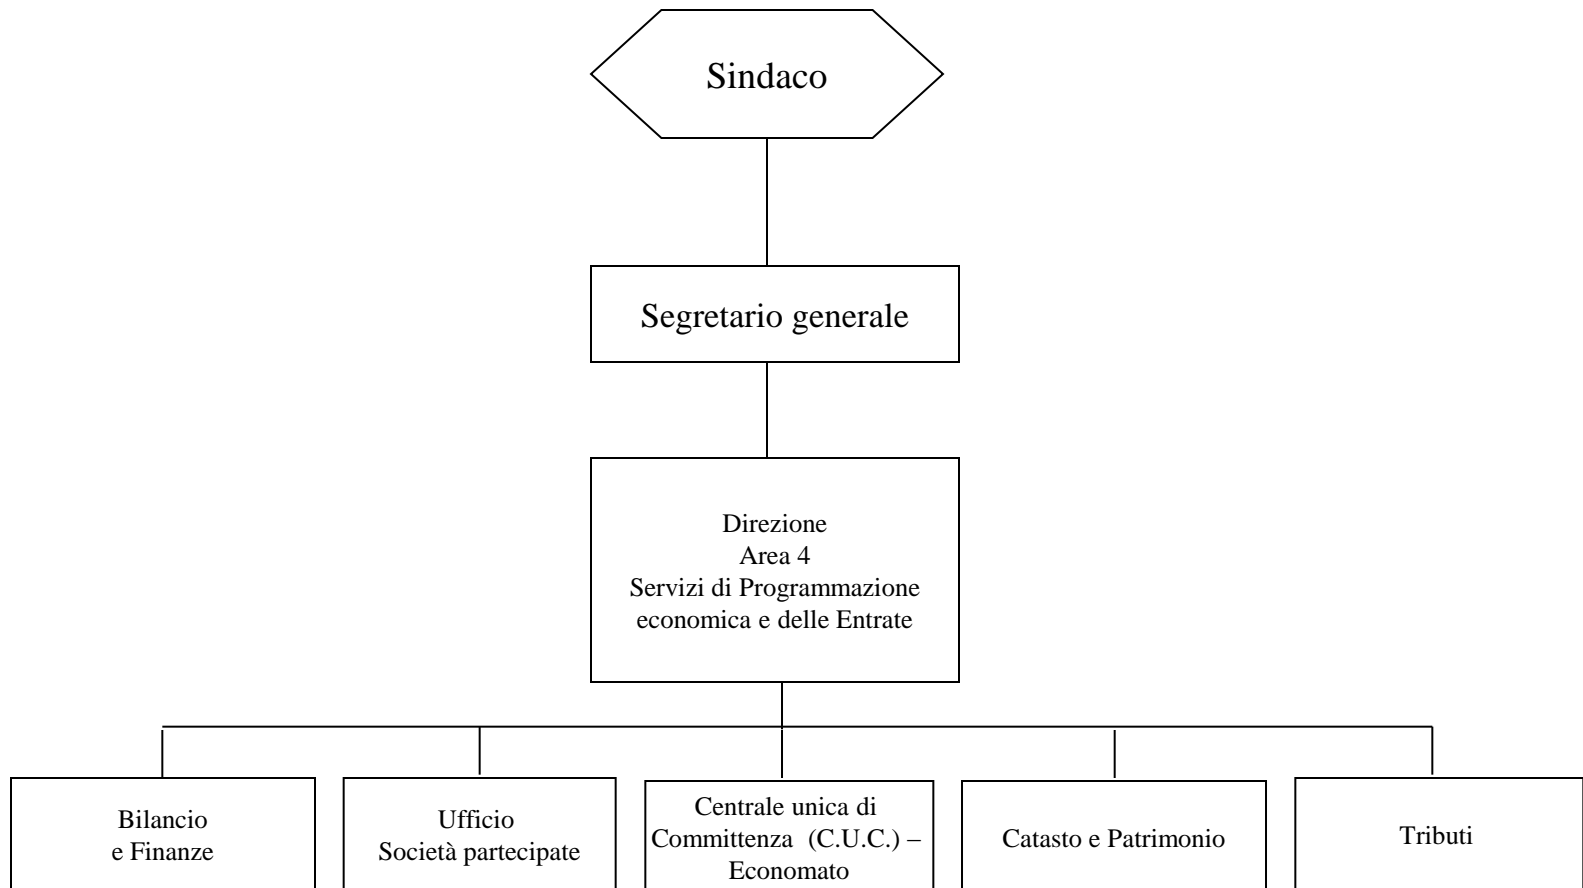 Sindaco
Segretario generale
Direzione
Area 4
Servizi di Programmazione
economica e delle Entrate
Bilancio
e Finanze
Ufficio
Società partecipate
Centrale unica di
Committenza (C.U.C.) –
Economato
Catasto e Patrimonio
Tributi